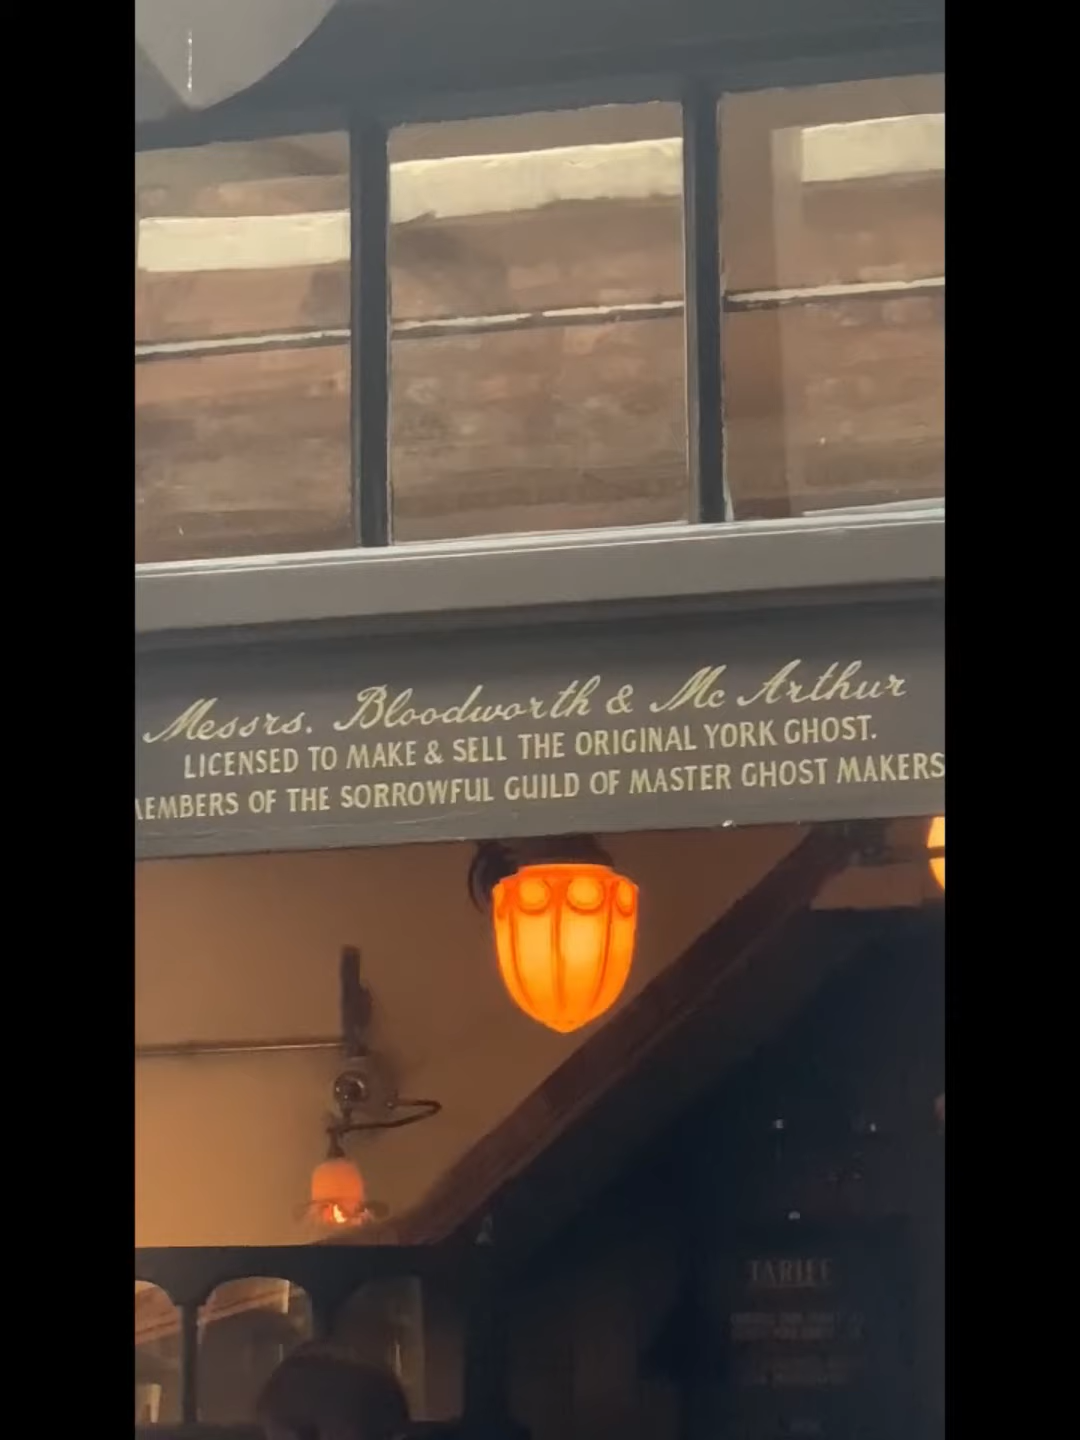 Messrs. Bloodworth & Mc Arthur
LICENSED TO MAKE & SELL THE ORIGINAL YORK GHOST.
MEMBERS OF THE SORROWFUL GUILD OF MASTER GHOST MAKERS
TARIFF